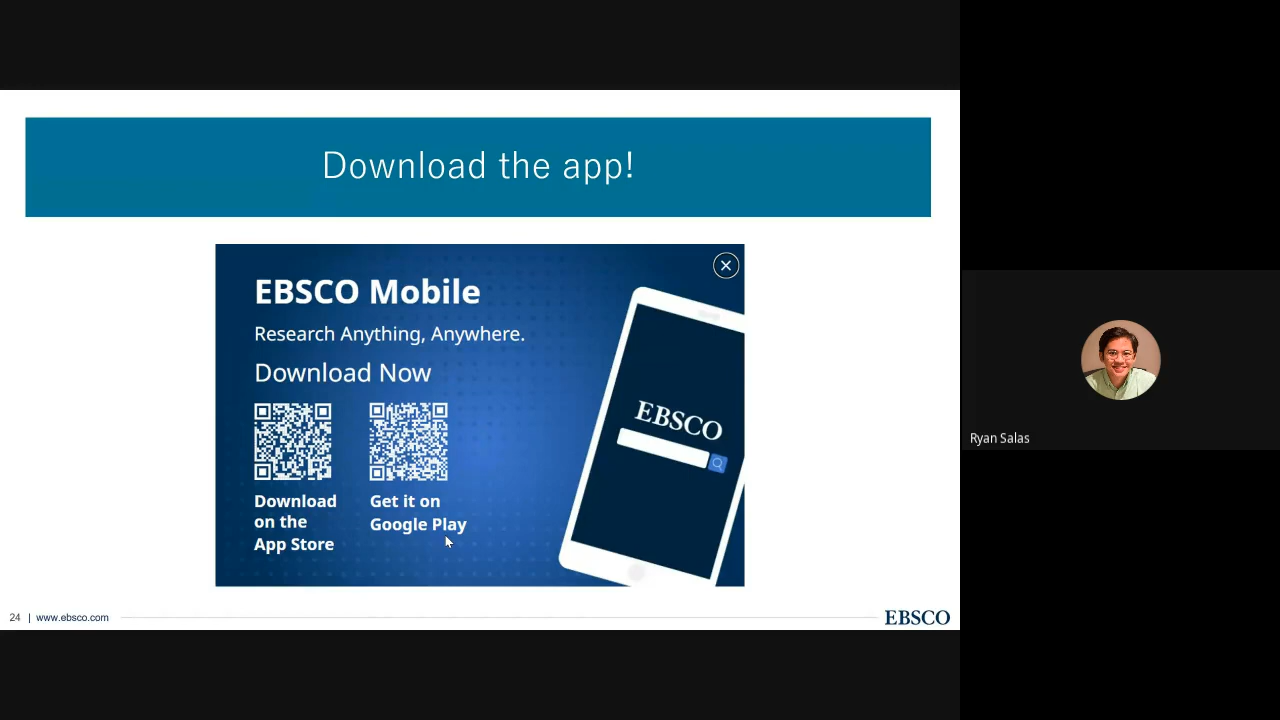 Download the app!
EBSCO Mobile
Research Anything, Anywhere.
Download Now
Download
on the
App Store
Get it on
Google Play
EBSCO
24 | www.ebsco.com
EBSCO
Ryan Salas